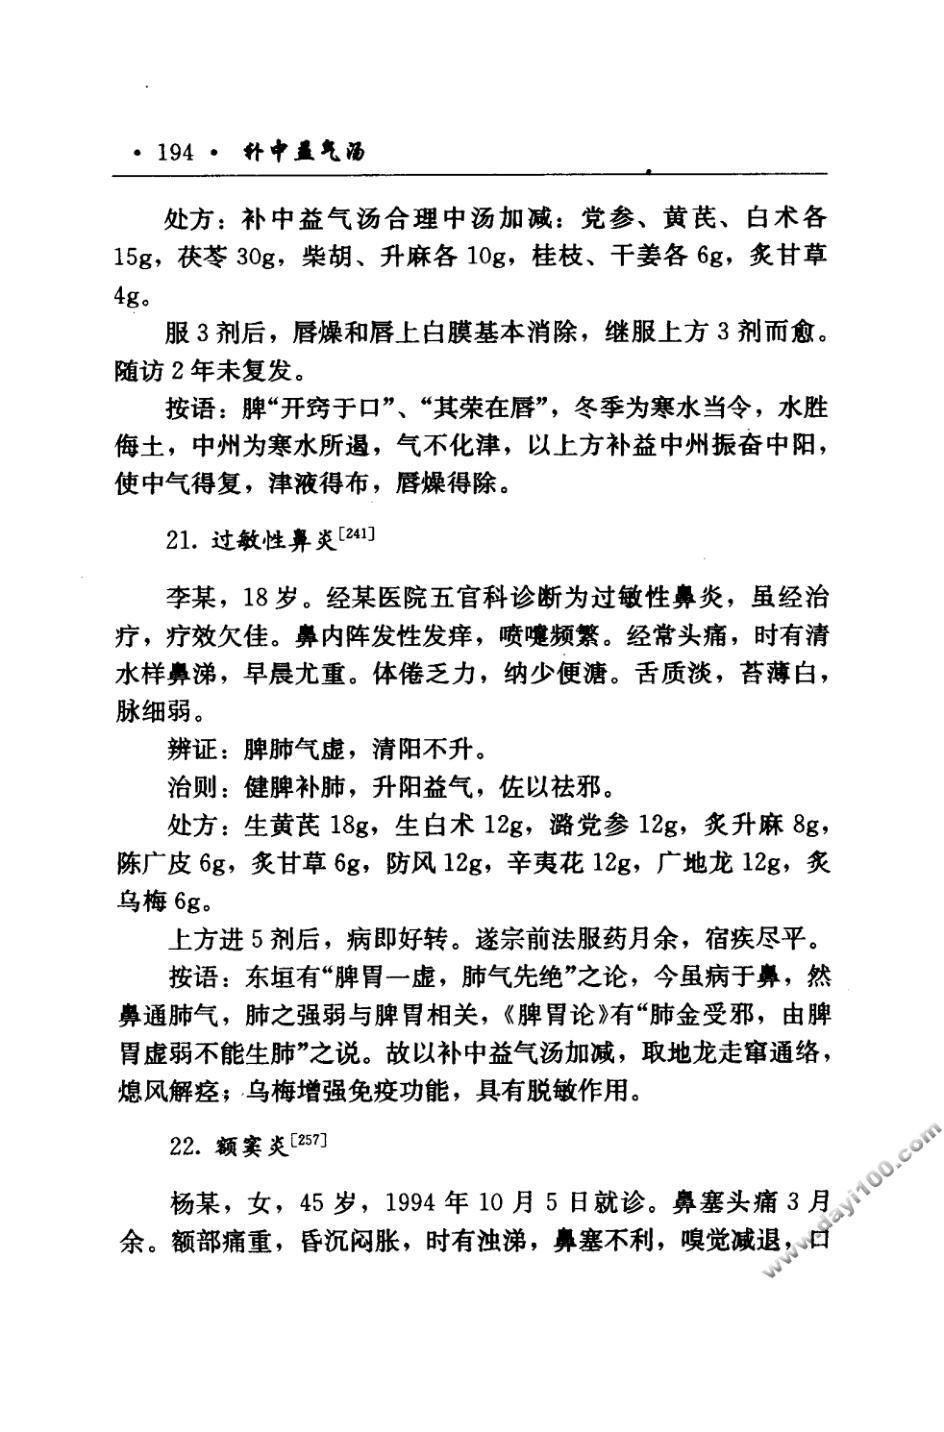 · 194 · 补中益气汤
处方：补中益气汤合理中汤加减：党参、黄芪、白术各
15g，茯苓 30g，柴胡、升麻各 10g，桂枝、干姜各 6g，炙甘草
4g。
服 3 剂后，唇燥和唇上白膜基本消除，继服上方 3 剂而愈。
随访 2 年未复发。
按语：脾“开窍于口”、“其荣在唇”，冬季为寒水当令，水胜
侮土，中州为寒水所遏，气不化津，以上方补益中州振奋中阳，
使中气得复，津液得布，唇燥得除。
21. 过敏性鼻炎[241]
李某，18 岁。经某医院五官科诊断为过敏性鼻炎，虽经治
疗，疗效欠佳。鼻内阵发性发痒，喷嚏频繁。经常头痛，时有清
水样鼻涕，早晨尤重。体倦乏力，纳少便溏。舌质淡，苔薄白，
脉细弱。
辨证：脾肺气虚，清阳不升。
治则：健脾补肺，升阳益气，佐以祛邪。
处方：生黄芪 18g，生白术 12g，潞党参 12g，炙升麻 8g，
陈广皮 6g，炙甘草 6g，防风 12g，辛夷花 12g，广地龙 12g，炙
乌梅 6g。
上方进 5 剂后，病即好转。遂宗前法服药月余，宿疾尽平。
按语：东垣有“脾胃一虚，肺气先绝”之论，今虽病于鼻，然
鼻通肺气，肺之强弱与脾胃相关，《脾胃论》有“肺金受邪，由脾
胃虚弱不能生肺”之说。故以补中益气汤加减，取地龙走窜通络，
熄风解痉；乌梅增强免疫功能，具有脱敏作用。
22. 额窦炎[257]
杨某，女，45 岁，1994 年 10 月 5 日就诊。鼻塞头痛 3 月
余。额部痛重，昏沉闷胀，时有浊涕，鼻塞不利，嗅觉减退，口
www.dayi100.com